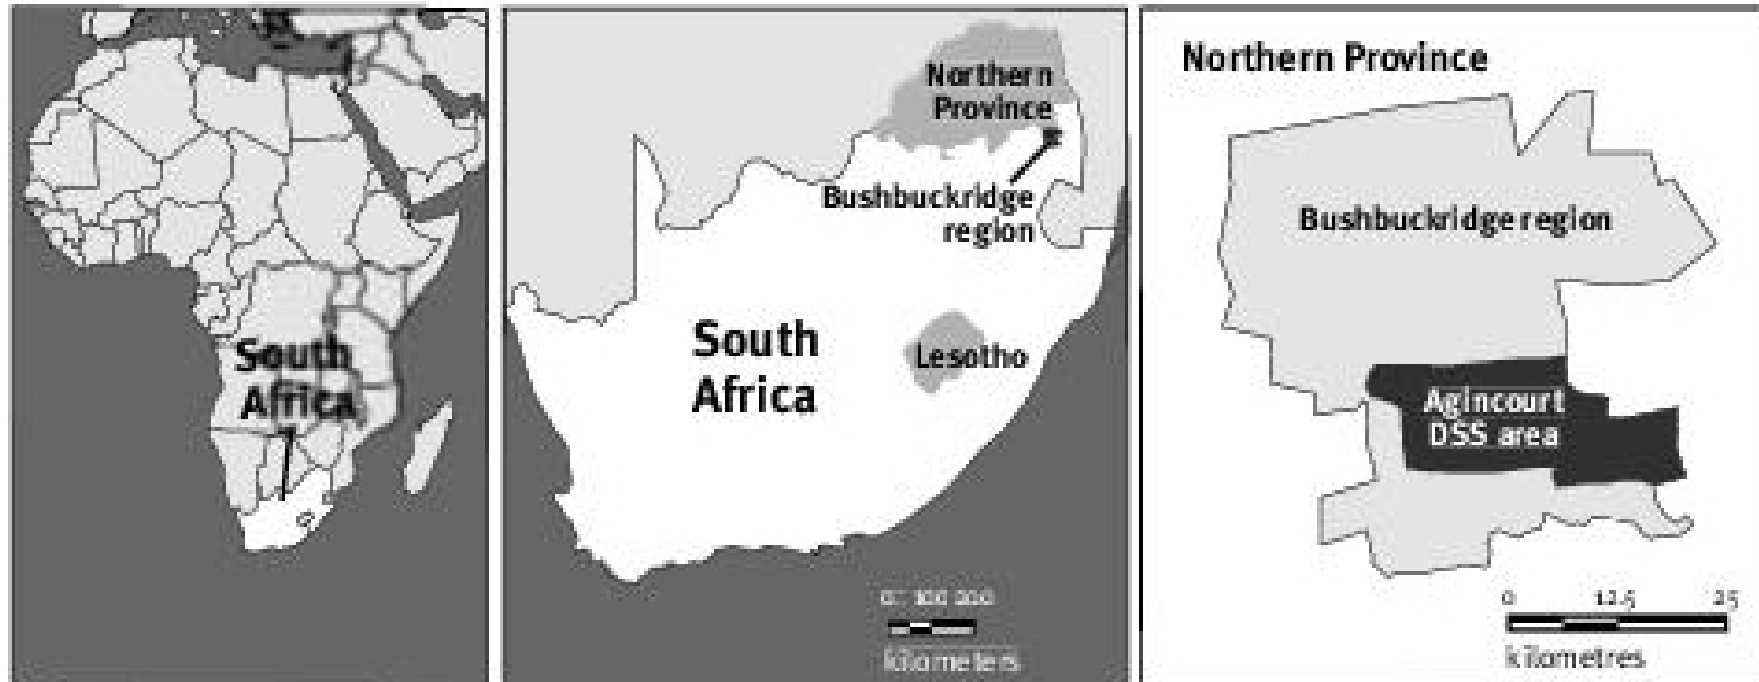 South
Africa
Northern
Province
Bushbuckridge
region
South
Africa
Lesotho
kilometers
Northern Province
Bushbuckridge region
Agincourt
DSS area
0 12.5 25
kilometres